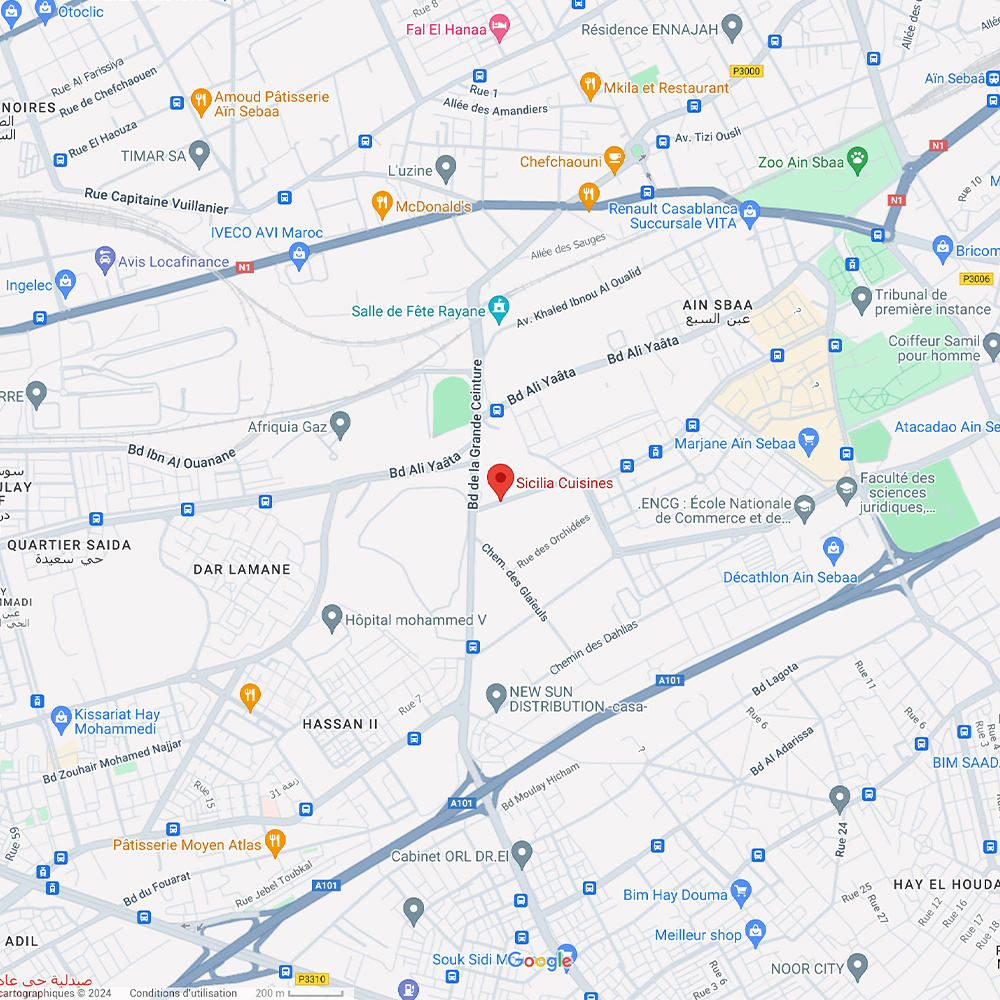 Otoclic
Rue 8
Fal El Hanaa
Résidence ENNAJAH
Allée des
Rue Al Farissiya
Rue de Chefchaouen
Rue 1
Allée des Amandiers
Mkila et Restaurant
P3000
Aïn Sebaâ
NOIRES
Amoud Pâtisserie
Aïn Sebaa
Rue El Haouza
TIMAR SA
L'uzine
Chefchaouni
Av. Tizi Ousli
Zoo Ain Sbaa
N1
Rue 10
Rue Capitaine Vuillanier
McDonald's
Renault Casablanca
Succursale VITA
N1
IVECO AVI Maroc
Avis Locafinance
N1
Allée des Sauges
Bricom
Ingelec
Av. Khaled Ibnou Al Oualid
P3006
Salle de Fête Rayane
AIN SBAA
عين السبع
Tribunal de
première instance
Bd Ali Yaâta
Coiffeur Samil
pour homme
Bd Ali Yaâta
RRE
Bd de la Grande Ceinture
Afriquia Gaz
Atacadao Ain Se
Bd Ibn Al Ouanane
Bd Ali Yaâta
Marjane Aïn Sebaa
Sicilia Cuisines
Faculté des
sciences
juridiques,...
.ENCG : École Nationale
de Commerce et de...
ULAY
QUARTIER SAIDA
حي سعيدة
Rue des Orchidées
DAR LAMANE
Chem. des Glaïeuls
Décathlon Ain Sebaa
MMADI
Hôpital mohammed V
Chemin des Dahlias
A101
Bd Lagota
Rue 11
NEW SUN
DISTRIBUTION -casa-
Kissariat Hay
Mohammedi
HASSAN II
Rue 7
Rue 6
Rue 6
Rue 3
Rue 4
Bd Zouhair Mohamed Najjar
Bd Al Adarissa
BIM SAAD
Rue 15
زنقة 31
A101
Bd Moulay Hicham
Rue 59
Pâtisserie Moyen Atlas
Cabinet ORL DR.El
Rue 24
Bd du Fouarat
Rue Jebel Toubkal
A101
Bim Hay Douma
HAY EL HOUDA
Rue 25
Rue 27
Rue 12
Rue 16
Rue 17
Rue 18
ADIL
Meilleur shop
Souk Sidi M
Google
NOOR CITY
Rue 3
Rue 6
P3310
cartographiques © 2024
Conditions d'utilisation
200 m